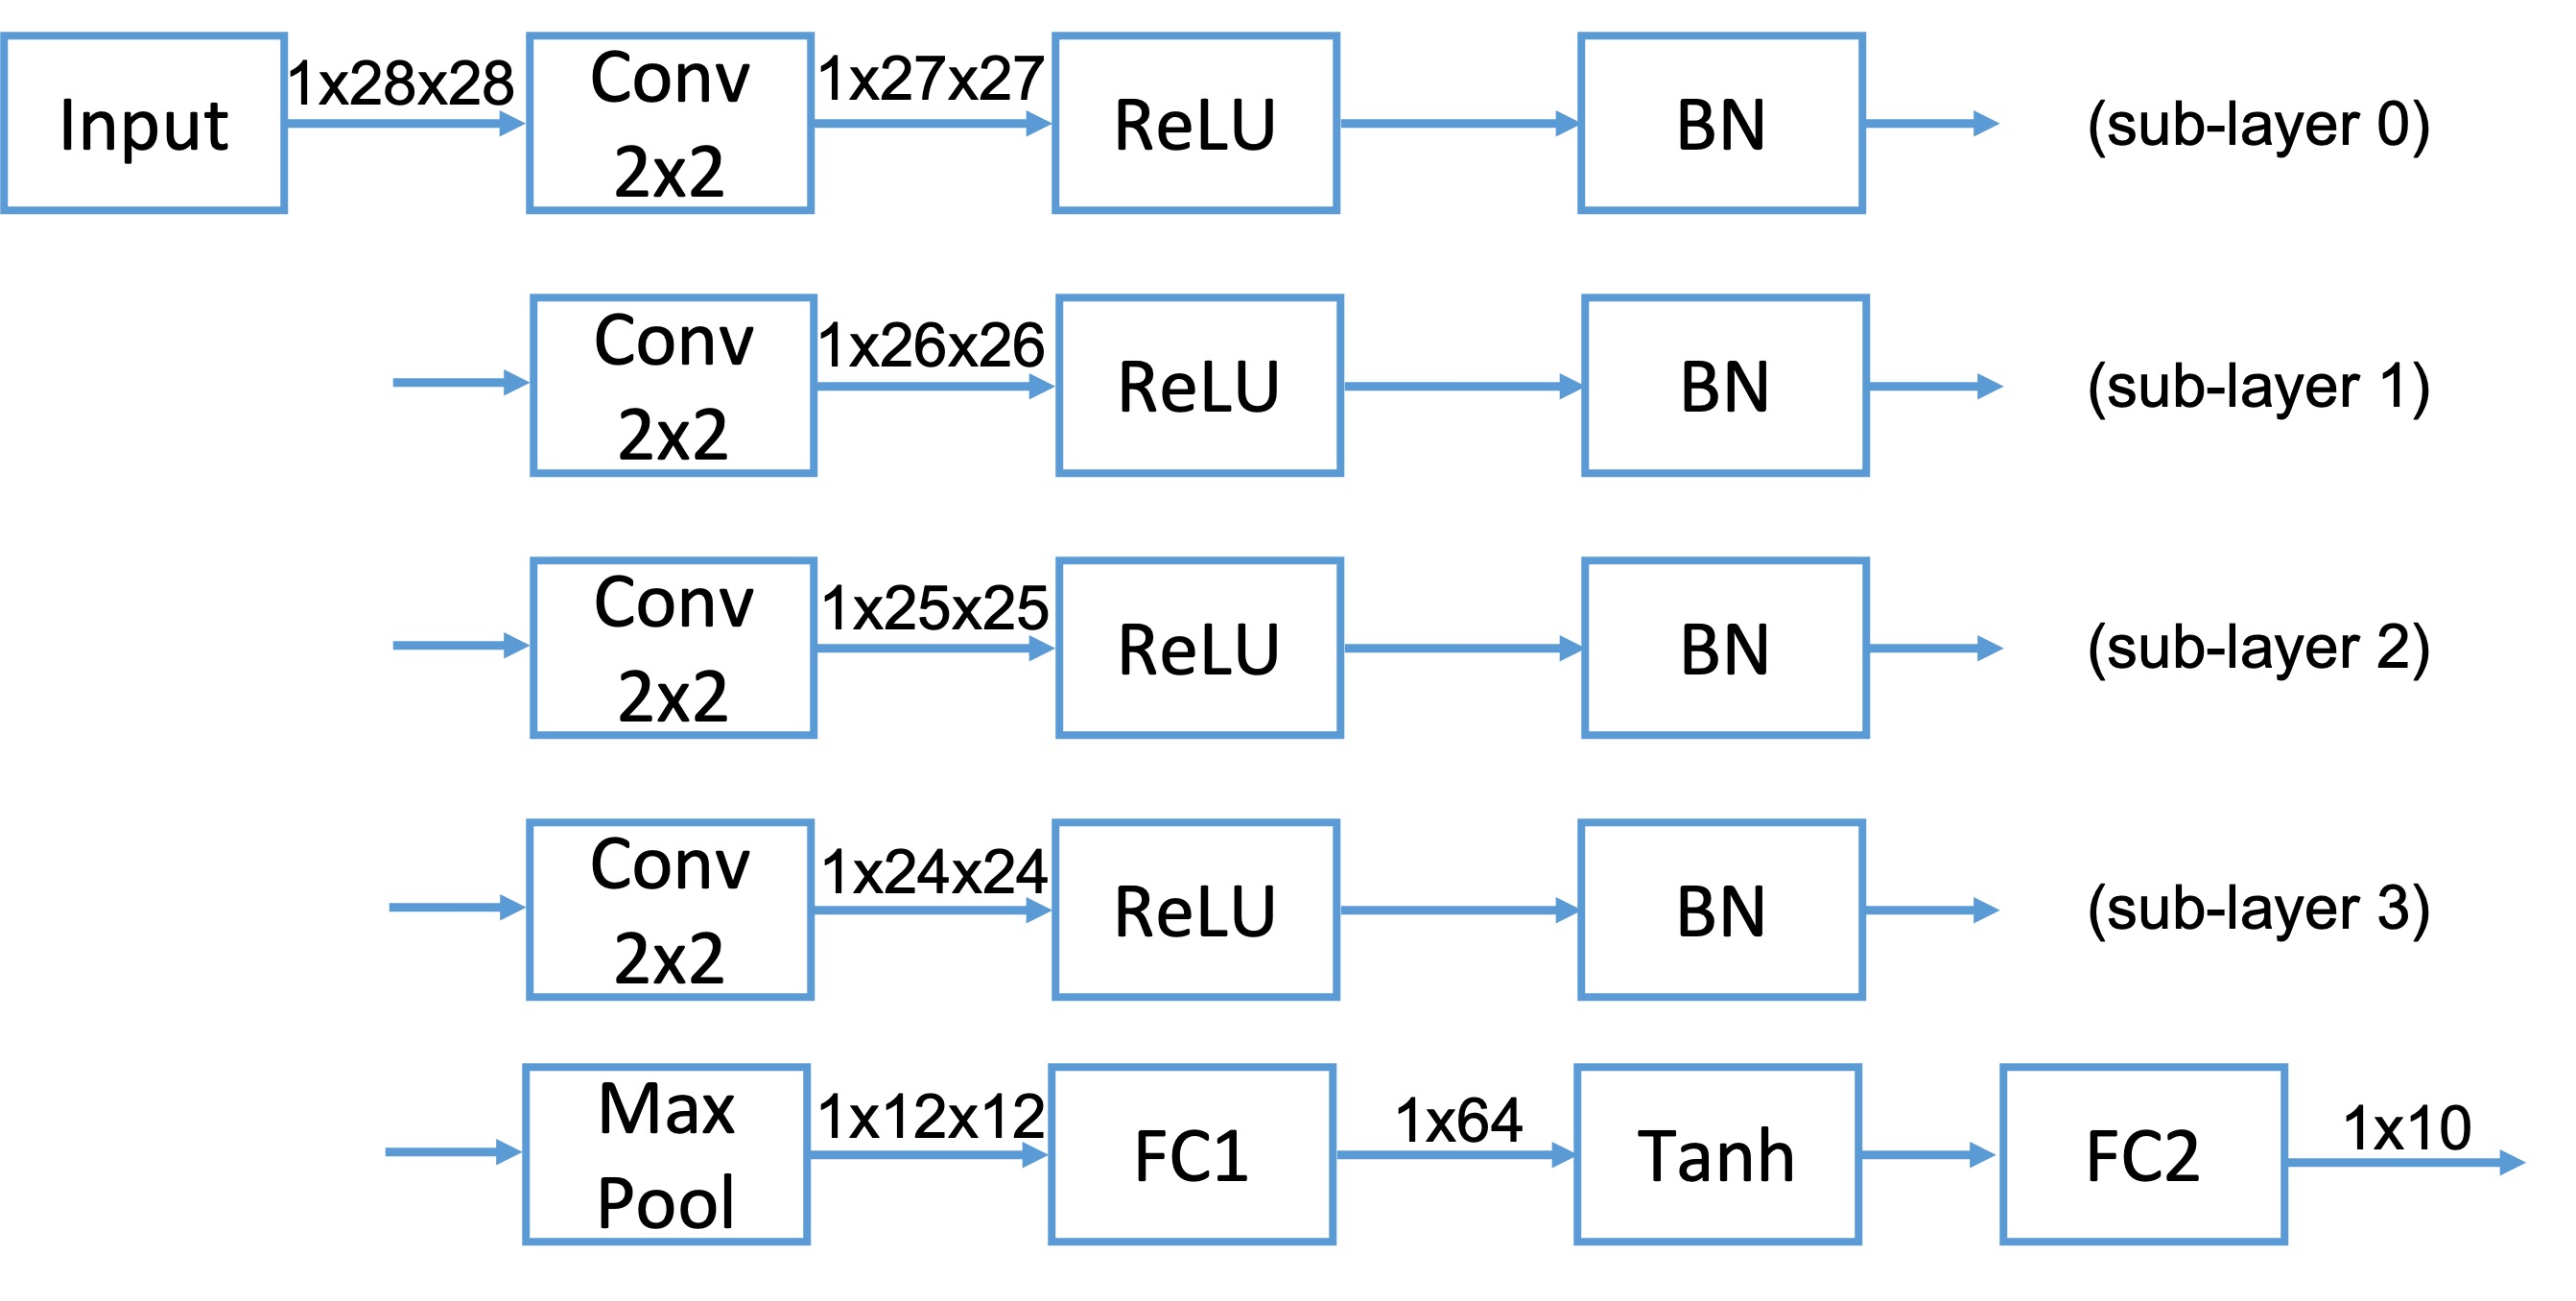 Input
1x28x28
Conv
2x2
1x27x27
ReLU
BN
(sub-layer 0)
Conv
2x2
1x26x26
ReLU
BN
(sub-layer 1)
Conv
2x2
1x25x25
ReLU
BN
(sub-layer 2)
Conv
2x2
1x24x24
ReLU
BN
(sub-layer 3)
Max
Pool
1x12x12
FC1
1x64
Tanh
FC2
1x10